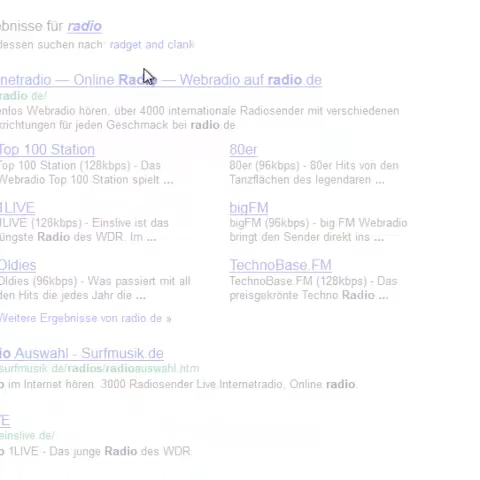 ebnisse für radio
dessen suchen nach: radget and clank
netradio — Online Radio — Webradio auf radio.de
radio.de/
enlos Webradio hören, über 4000 internationale Radiosender mit verschiedenen
krichtungen für jeden Geschmack bei radio.de
Top 100 Station
Top 100 Station (128kbps) - Das
Webradio Top 100 Station spielt ...
80er
80er (96kbps) - 80er Hits von den
Tanzflächen des legendären ...
1LIVE
1LIVE (128kbps) - Einslive ist das
jüngste Radio des WDR. Im ...
bigFM
bigFM (96kbps) - big FM Webradio
bringt den Sender direkt ins ...
Oldies
Oldies (96kbps) - Was passiert mit all
den Hits die jedes Jahr die ...
TechnoBase.FM
TechnoBase.FM (128kbps) - Das
preisgekrönte Techno Radio ...
Weitere Ergebnisse von radio.de »
io Auswahl - Surfmusik.de
surfmusik.de/radios/radioauswahl.htm
o im Internet hören. 3000 Radiosender Live.Internetradio, Online radio.
VE
einslive.de/
o 1LIVE - Das junge Radio des WDR.